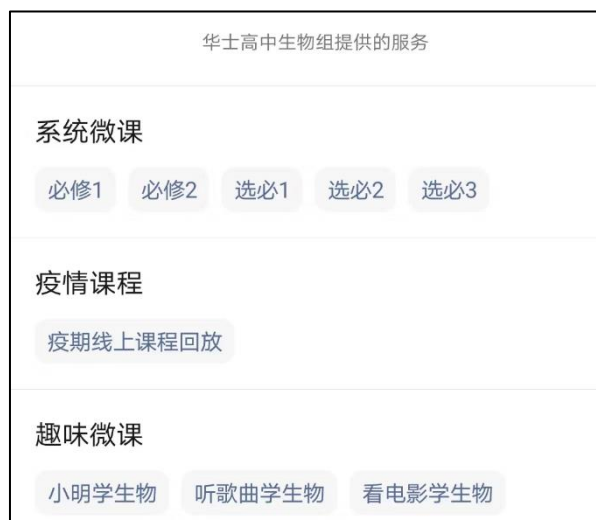 华士高中生物组提供的服务
系统微课
必修1 必修2 选必1 选必2 选必3
疫情课程
疫期线上课程回放
趣味微课
小明学生物 听歌曲学生物 看电影学生物